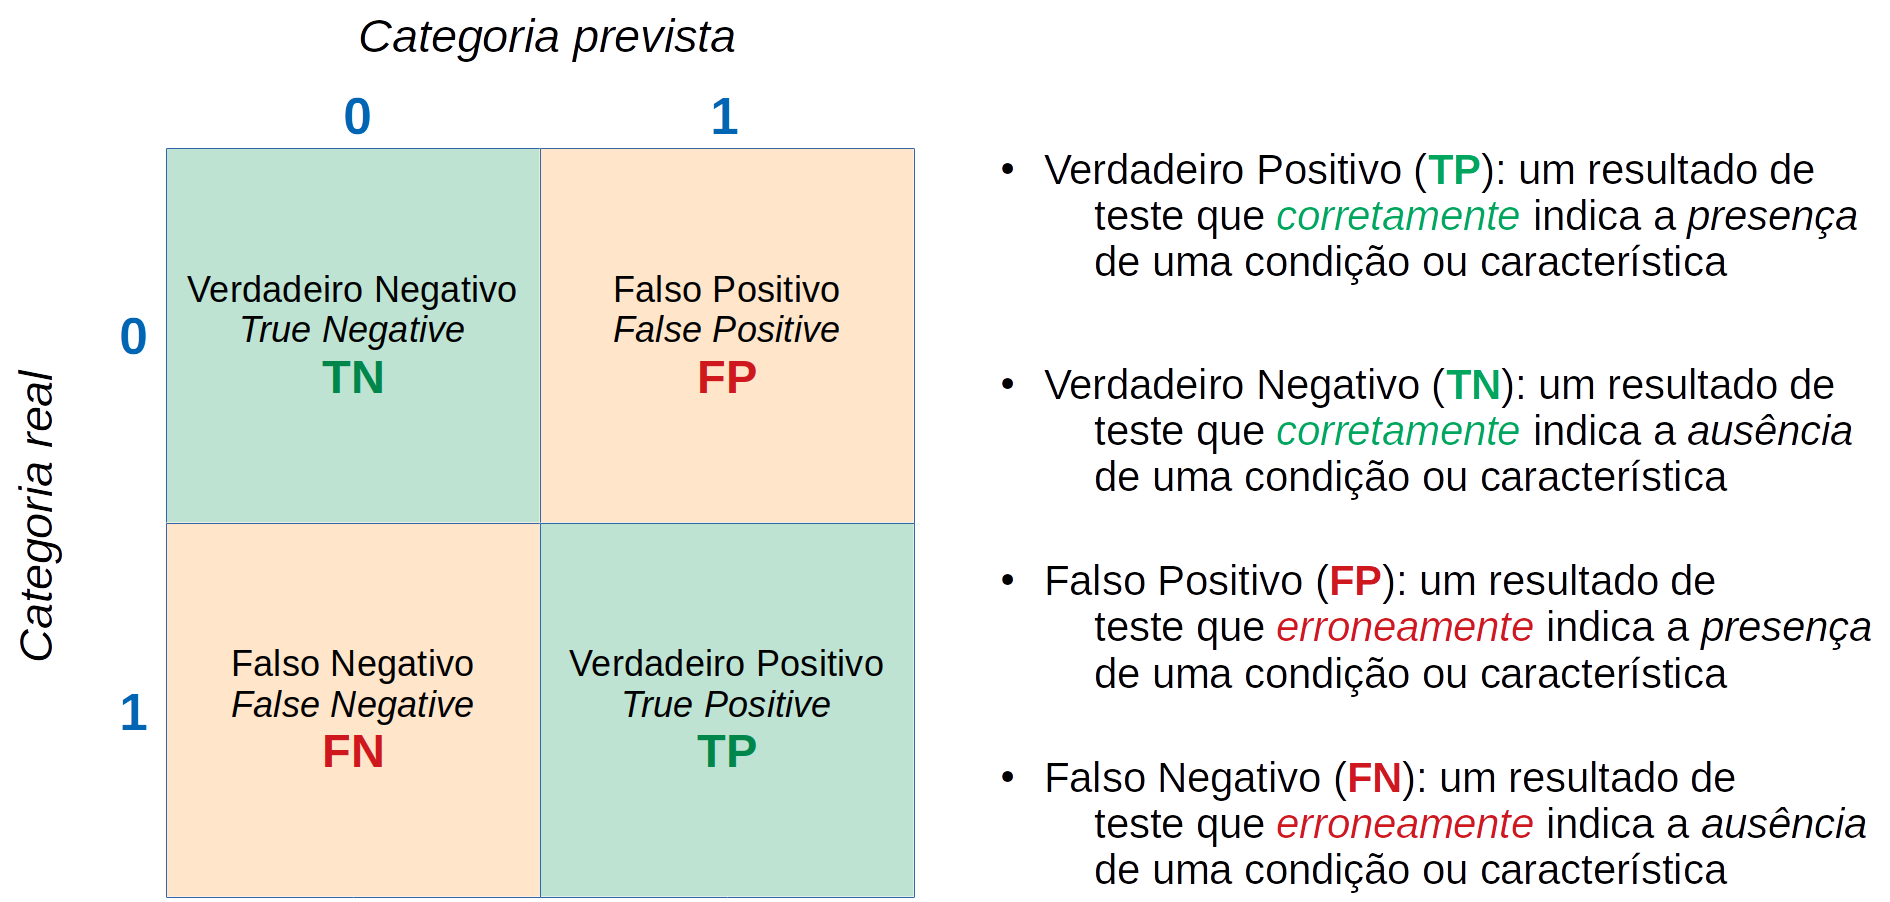 Categoria prevista
0
1
Categoria real
0
Verdadeiro Negativo
True Negative
TN
Falso Positivo
False Positive
FP
1
Falso Negativo
False Negative
FN
Verdadeiro Positivo
True Positive
TP
• Verdadeiro Positivo (TP): um resultado de
teste que corretamente indica a presença
de uma condição ou característica
• Verdadeiro Negativo (TN): um resultado de
teste que corretamente indica a ausência
de uma condição ou característica
• Falso Positivo (FP): um resultado de
teste que erroneamente indica a presença
de uma condição ou característica
• Falso Negativo (FN): um resultado de
teste que erroneamente indica a ausência
de uma condição ou característica